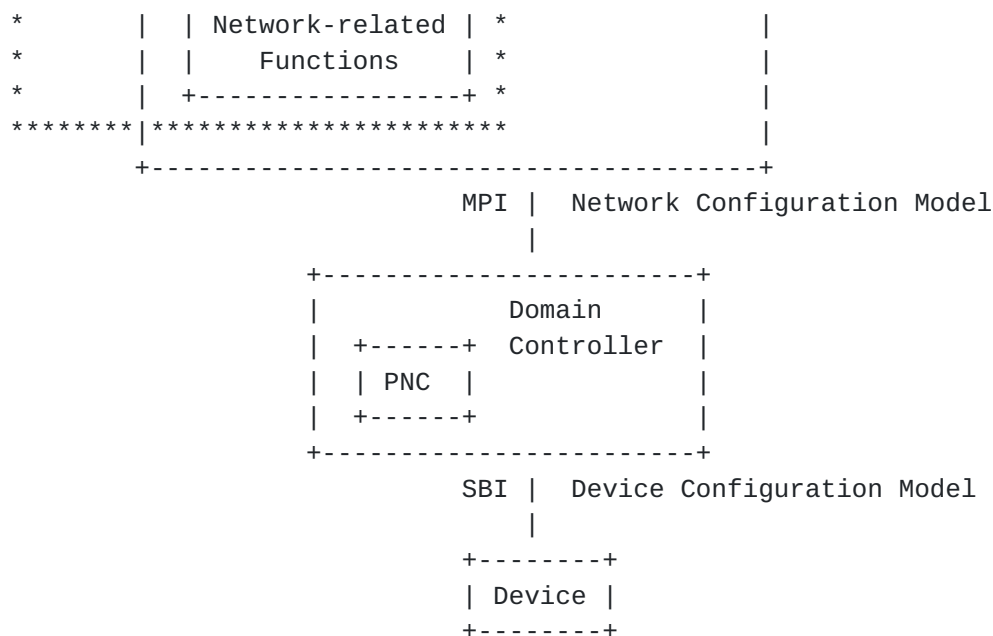 *       |  | Network-related | *                |
*       |  |    Functions    | *                |
*       |  +-----------------+ *                |
********|***********************                |
        +---------------------------------------+
                             MPI |  Network Configuration Model
                                 |
                   +------------------------+
                   |            Domain      |
                   |  +------+  Controller  |
                   |  | PNC  |              |
                   |  +------+              |
                   +------------------------+
                             SBI |  Device Configuration Model
                                 |
                             +--------+
                             | Device |
                             +--------+